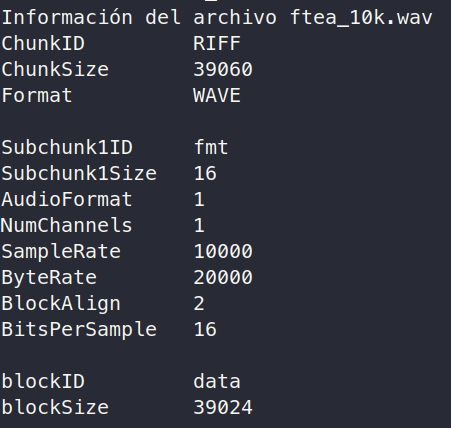 Información del archivo ftea_10k.wav
ChunkID RIFF
ChunkSize 39060
Format WAVE
Subchunk1ID fmt
Subchunk1Size 16
AudioFormat 1
NumChannels 1
SampleRate 10000
ByteRate 20000
BlockAlign 2
BitsPerSample 16
blockID data
blockSize 39024